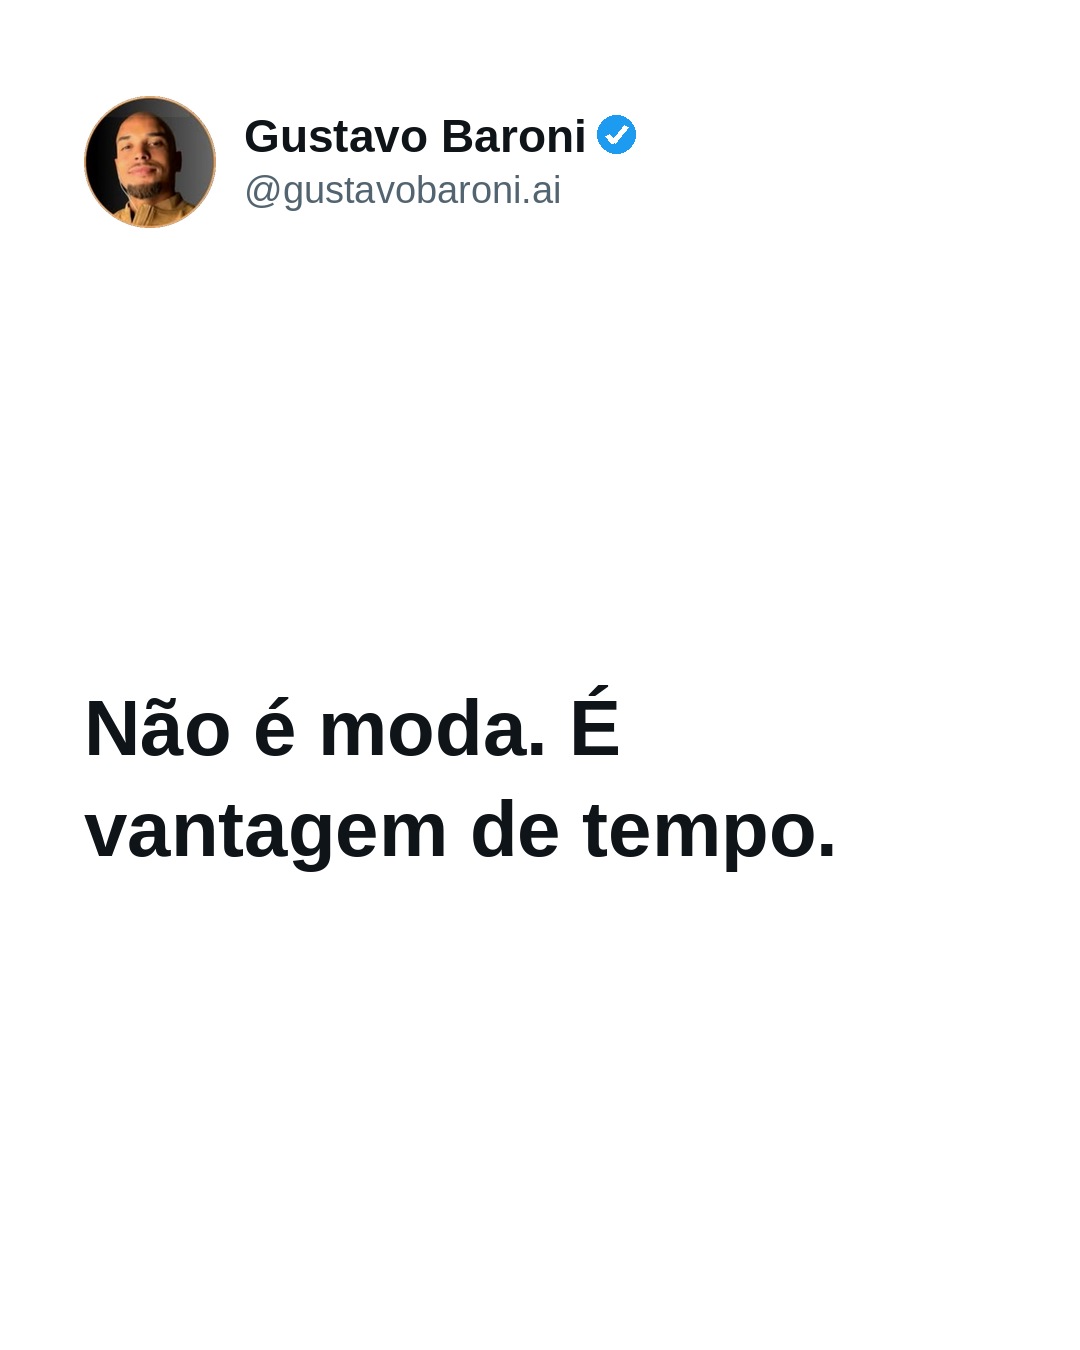 Gustavo Baroni
@gustavobaroni.ai
Não é moda. É
vantagem de tempo.